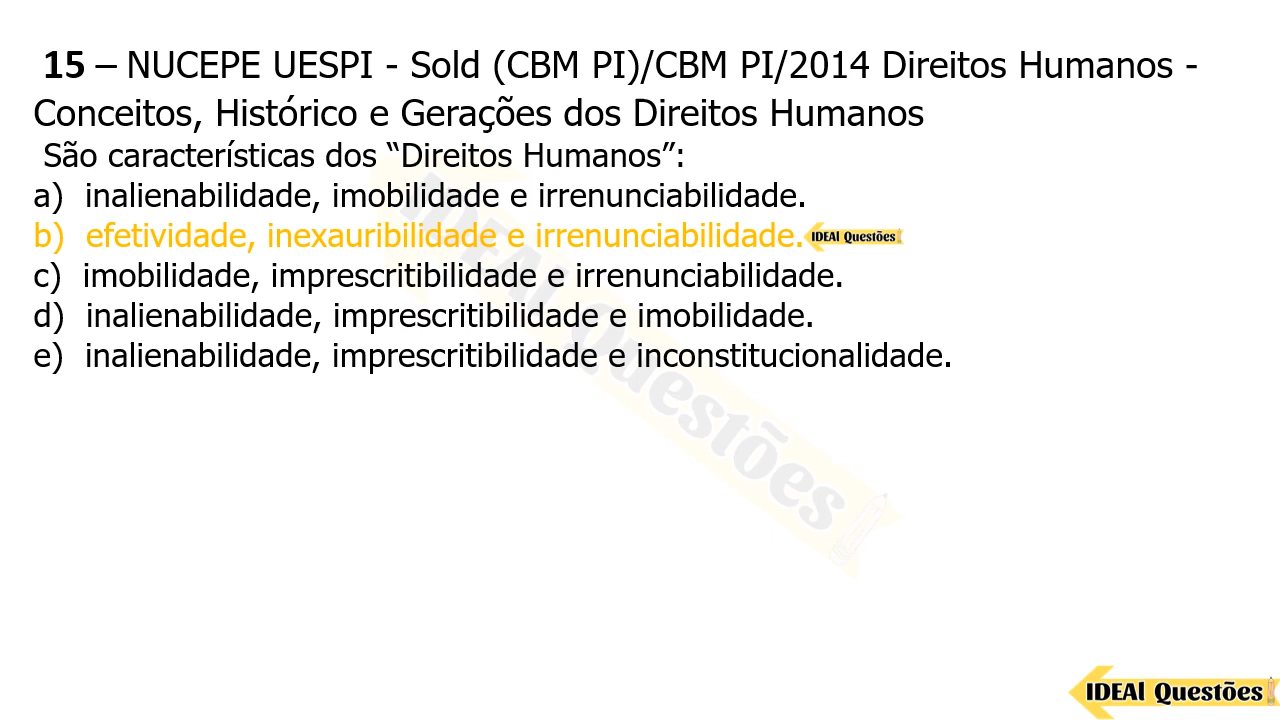 15 – NUCEPE UESPI - Sold (CBM PI)/CBM PI/2014 Direitos Humanos -
Conceitos, Histórico e Gerações dos Direitos Humanos
São características dos “Direitos Humanos”:
a) inalienabilidade, imobilidade e irrenunciabilidade.
b) efetividade, inexauribilidade e irrenunciabilidade. IDEAl Questões
c) imobilidade, imprescritibilidade e irrenunciabilidade.
d) inalienabilidade, imprescritibilidade e imobilidade.
e) inalienabilidade, imprescritibilidade e inconstitucionalidade.
IDEAl Questões
IDEAl Questões